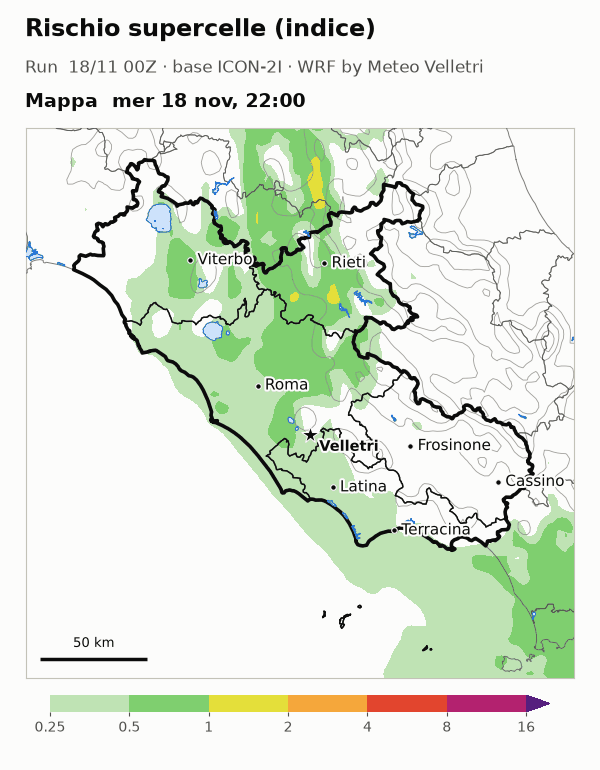 Rischio supercelle (indice)
Run  18/11 00Z · base ICON-2I · WRF by Meteo Velletri
Mappa  mer 18 nov, 22:00
Viterbo
Rieti
Roma
Velletri
Frosinone
Latina
Cassino
Terracina
50 km
0.25 0.5 1 2 4 8 16